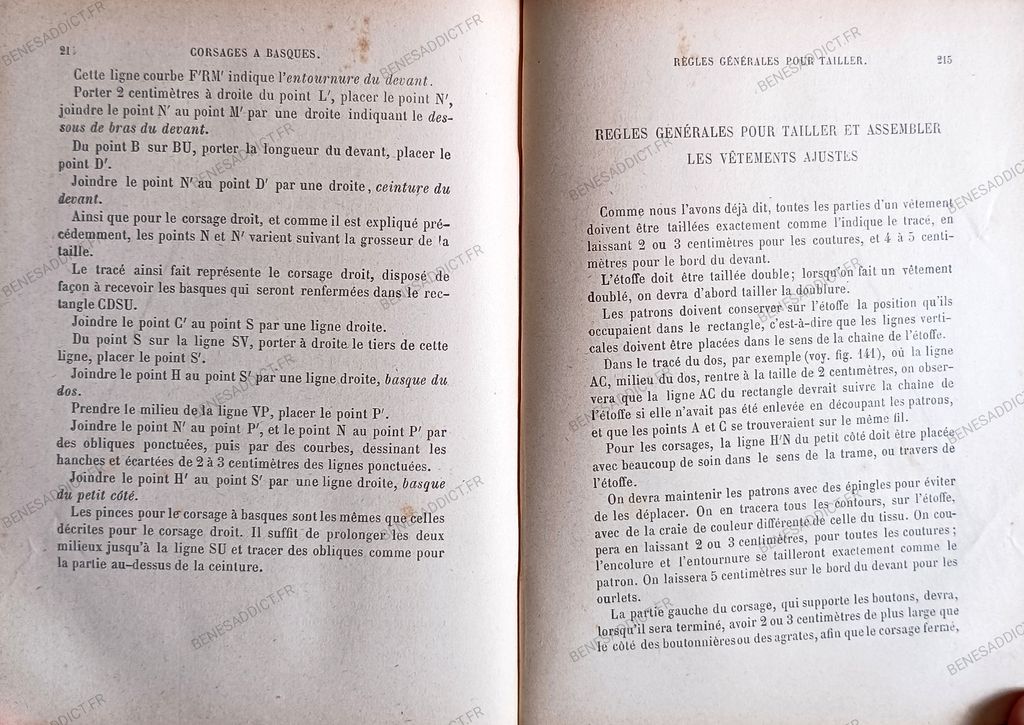 CORSAGES A BASQUES.
Cette ligne courbe F'RM' indique l'entournure du devant.
Porter 2 centimètres à droite du point L', placer le point N',
joindre le point N' au point M' par une droite indiquant le des-
sous de bras du devant.
Du point B sur BU, porter la longueur du devant, placer le
point D'.
Joindre le point N' au point D' par une droite, ceinture du
devant.
Ainsi que pour le corsage droit, et comme il est expliqué pré-
cédemment, les points N et N' varient suivant la grosseur de la
taille.
Le tracé ainsi fait représente le corsage droit, disposé de
façon à recevoir les basques qui seront renfermées dans le rec-
tangle CDSU.
Joindre le point C' au point S par une ligne droite.
Du point S sur la ligne SV, porter à droite le tiers de cette
ligne, placer le point S'.
Joindre le point H au point S' par une ligne droite, basque du
dos.
Prendre le milieu de la ligne VP, placer le point P'.
Joindre le point N' au point P', et le point N au point P' par
des obliques ponctuées, puis par des courbes, dessinant les
hanches et écartées de 2 à 3 centimètres des lignes ponctuées.
Joindre le point H' au point S' par une ligne droite, basque
du petit côté.
Les pinces pour le corsage à basques sont les mêmes que celles
décrites pour le corsage droit. Il suffit de prolonger les deux
milieux jusqu'à la ligne SU et tracer des obliques comme pour
la partie au-dessus de la ceinture.
RÈGLES GÉNÉRALES POUR TAILLER. 215
REGLES GENÉRALES POUR TAILLER ET ASSEMBLER
LES VÊTEMENTS AJUSTÉS
Comme nous l'avons déjà dit, toutes les parties d'un vêtement
doivent être taillées exactement comme l'indique le tracé, en
laissant 2 ou 3 centimètres pour les coutures, et 4 à 5 centi-
mètres pour le bord du devant.
L'étoffe doit être taillée double; lorsqu'on fait un vêtement
doublé, on devra d'abord tailler la doublure.
Les patrons doivent conserver sur l'étoffe la position qu'ils
occupaient dans le rectangle, c'est-à-dire que les lignes verti-
cales doivent être placées dans le sens de la chaîne de l'étoffe.
Dans le tracé du dos, par exemple (voy. fig. 141), où la ligne
AC, milieu du dos, rentre à la taille de 2 centimètres, on obser-
vera que la ligne AC du rectangle devrait suivre la chaîne de
l'étoffe si elle n'avait pas été enlevée en découpant les patrons,
et que les points A et C se trouveraient sur le même fil.
Pour les corsages, la ligne H'N du petit côté doit être placée
avec beaucoup de soin dans le sens de la trame, ou travers de
l'étoffe.
On devra maintenir les patrons avec des épingles pour éviter
de les déplacer. On en tracera tous les contours, sur l'étoffe,
avec de la craie de couleur différente de celle du tissu. On cou-
pera en laissant 2 ou 3 centimètres, pour toutes les coutures;
l'encolure et l'entournure se tailleront exactement comme le
patron. On laissera 5 centimètres sur le bord du devant pour les
ourlets.
La partie gauche du corsage, qui supporte les boutons, devra,
lorsqu'il sera terminé, avoir 2 ou 3 centimètres de plus large que
le côté des boutonnières ou des agrafes, afin que le corsage fermé,
BENESADDICT.FR